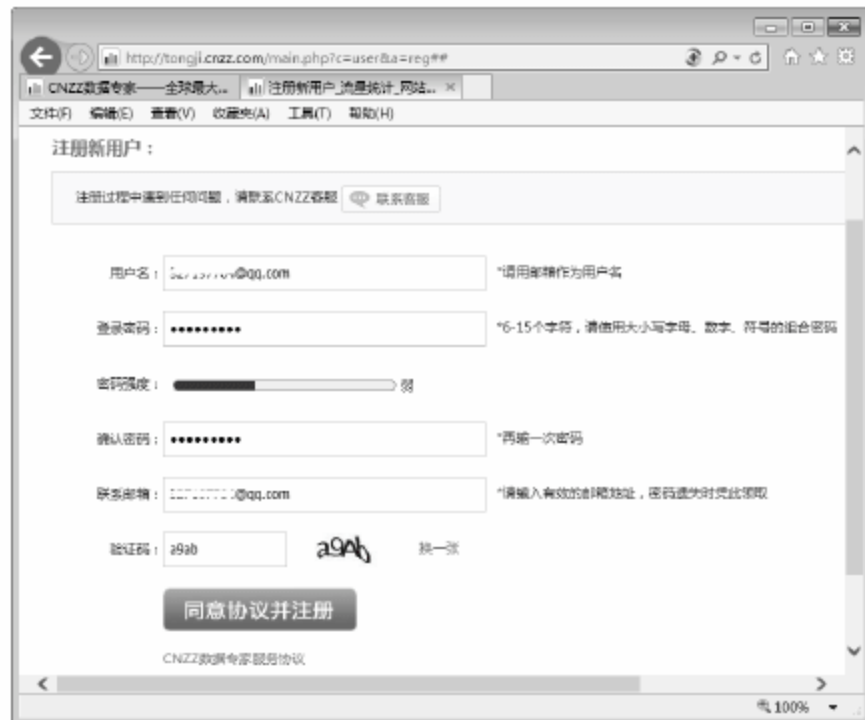 http://tongji.cnzz.com/main.php?c=user&a=reg##
CNZZ数据专家——全球最大... 注册新用户_流量统计_网站... ×
文件(F) 编辑(E) 查看(V) 收藏夹(A) 工具(T) 帮助(H)
注册新用户：
注册过程中遇到任何问题，请联系CNZZ客服 联系客服
用户名： @qq.com *请用邮箱作为用户名
登录密码： ••••••••• *6-15个字符，请使用大小写字母、数字、符号的组合密码
密码强度： 弱
确认密码： ••••••••• *再输一次密码
联系邮箱： @qq.com *请输入有效的邮箱地址，密码遗失时凭此领取
验证码： a9ab a9Ab 换一张
同意协议并注册
CNZZ数据专家服务协议
100%